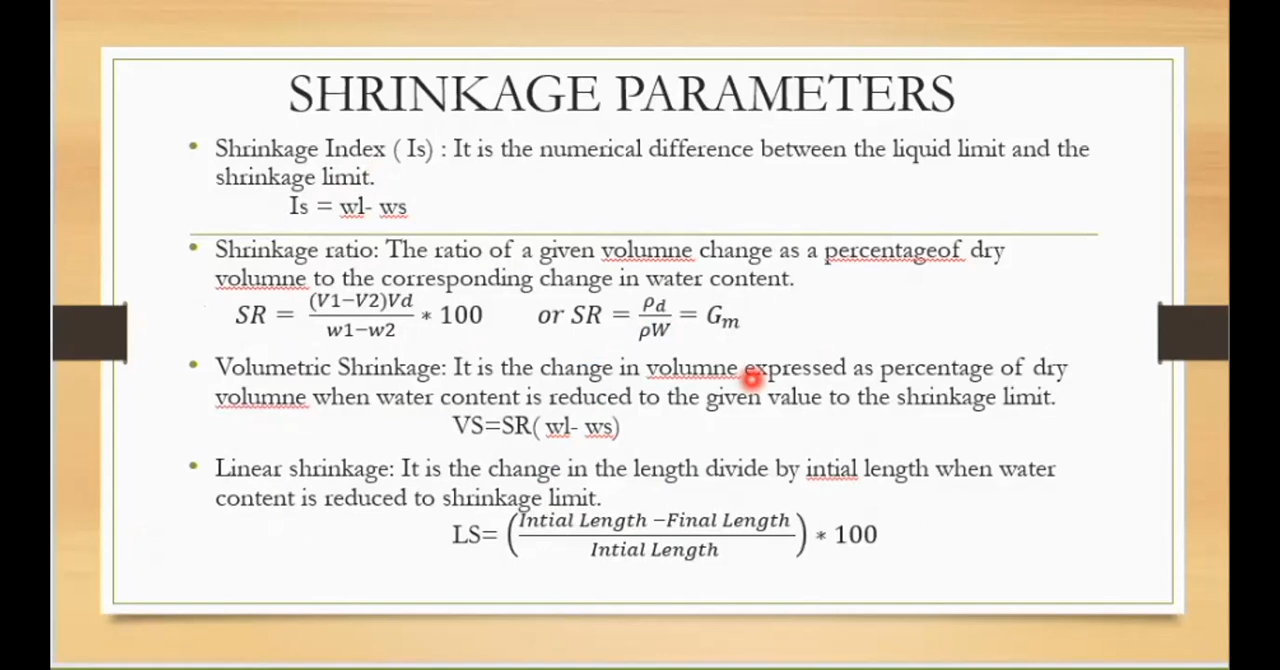 SHRINKAGE PARAMETERS
• Shrinkage Index ( Is) : It is the numerical difference between the liquid limit and the
shrinkage limit.
Is = wl- ws
• Shrinkage ratio: The ratio of a given volumne change as a percentageof dry
volumne to the corresponding change in water content.
SR = (V1−V2)Vd / w1−w2 * 100 or SR = ρd / ρW = Gm
• Volumetric Shrinkage: It is the change in volumne expressed as percentage of dry
volumne when water content is reduced to the given value to the shrinkage limit.
VS=SR( wl- ws)
• Linear shrinkage: It is the change in the length divide by intial length when water
content is reduced to shrinkage limit.
LS= (Intial Length −Final Length / Intial Length) * 100